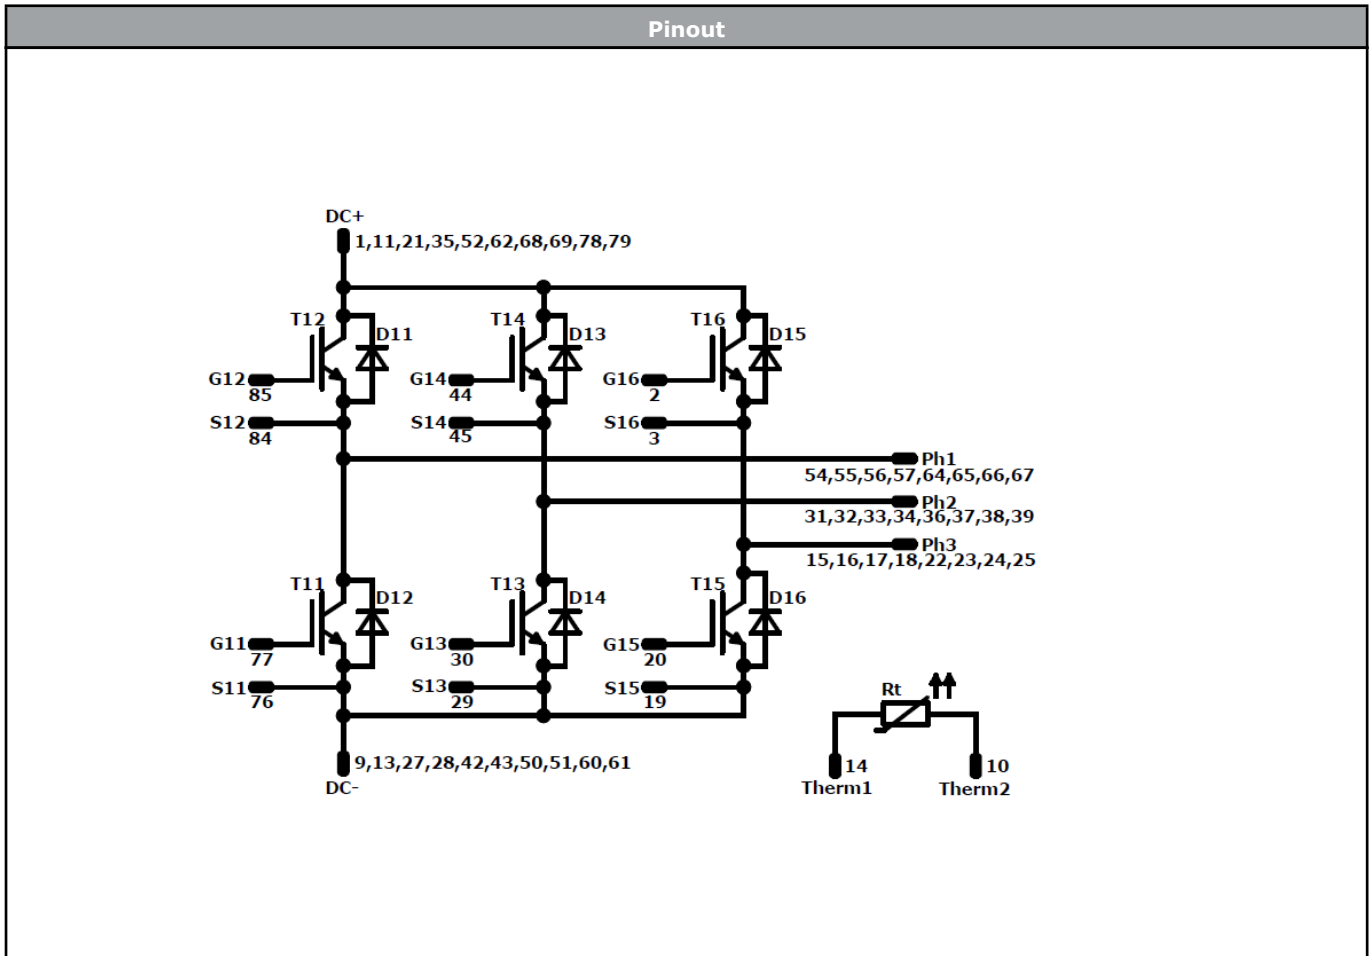 Pinout
DC+
1,11,21,35,52,62,68,69,78,79
T12 D11 T14 D13 T16 D15
G12 G14 G16
85 44 2
S12 S14 S16
84 45 3
Ph1
54,55,56,57,64,65,66,67
Ph2
31,32,33,34,36,37,38,39
Ph3
15,16,17,18,22,23,24,25
T11 D12 T13 D14 T15 D16
G11 G13 G15
77 30 20
S11 S13 S15
76 29 19
Rt
9,13,27,28,42,43,50,51,60,61
14 10
DC- Therm1 Therm2